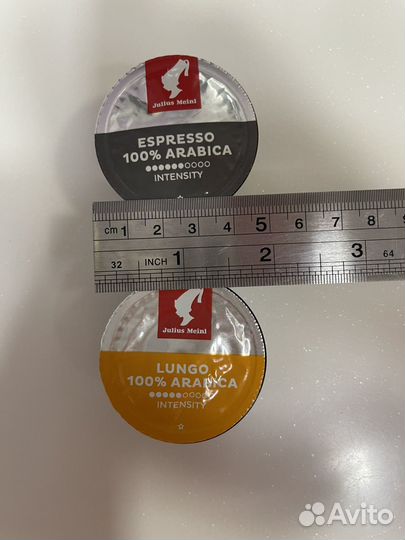 Julius Meinl
ESPRESSO
100% ARABICA
INTENSITY
cm 1 2 3 4 5 6 7 8
32 INCH 1 2 3 64
Julius Meinl
LUNGO
100% ARABICA
INTENSITY
Avito